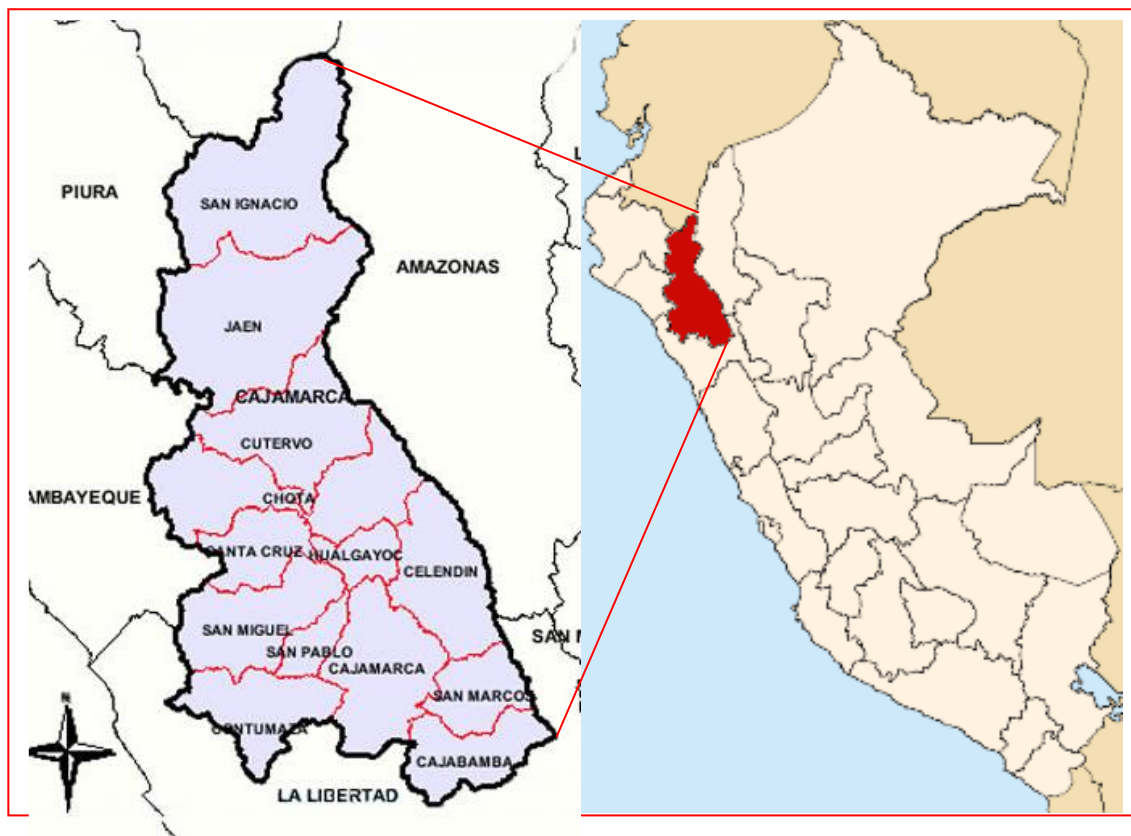 PIURA
SAN IGNACIO
AMAZONAS
JAEN
CAJAMARCA
CUTERVO
AMBAYEQUE
CHOTA
SANTA CRUZ
HUALGAYOC
CELENDIN
SAN MIGUEL
SAN M
SAN PABLO
CAJAMARCA
SAN MARCOS
N
CONTUMAZA
CAJABAMBA
LA LIBERTAD